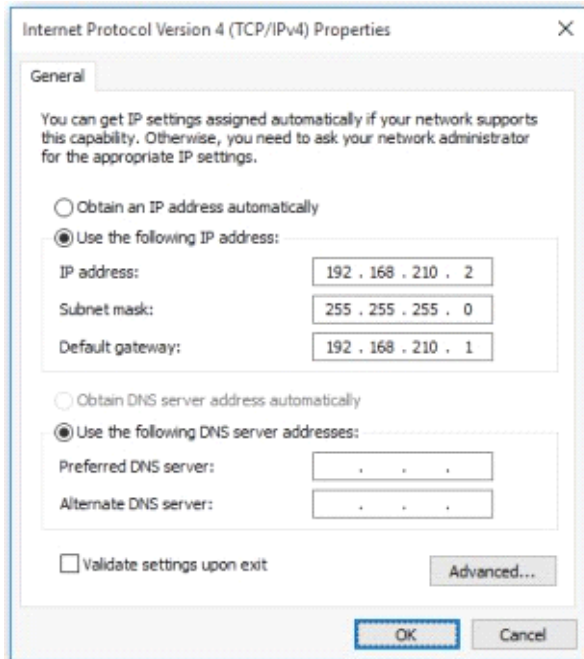 Internet Protocol Version 4 (TCP/IPv4) Properties
General
You can get IP settings assigned automatically if your network supports
this capability. Otherwise, you need to ask your network administrator
for the appropriate IP settings.
Obtain an IP address automatically
Use the following IP address:
IP address: 192 . 168 . 210 . 2
Subnet mask: 255 . 255 . 255 . 0
Default gateway: 192 . 168 . 210 . 1
Obtain DNS server address automatically
Use the following DNS server addresses:
Preferred DNS server: . . .
Alternate DNS server: . . .
Validate settings upon exit
Advanced...
OK Cancel